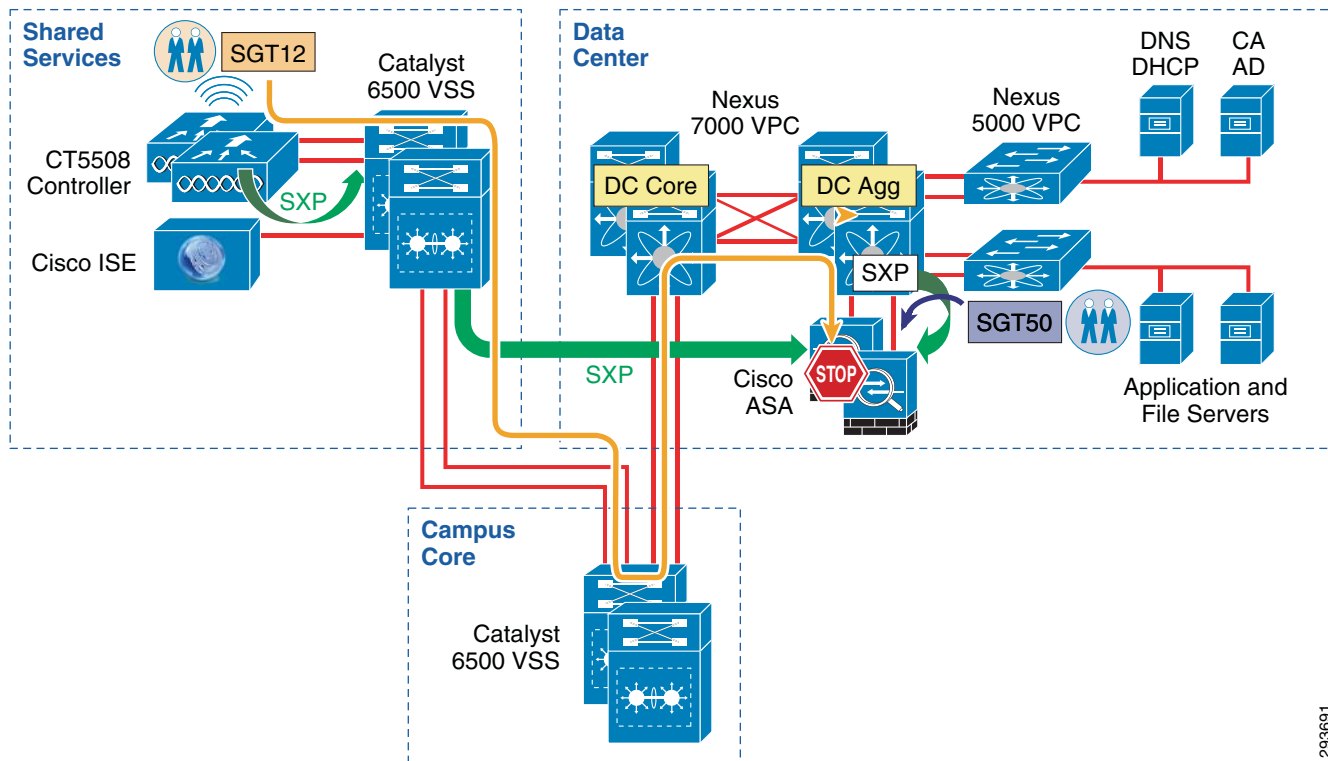 Shared
Services
SGT12
Catalyst
6500 VSS
CT5508
Controller
SXP
Cisco ISE
SXP
Data
Center
Nexus
7000 VPC
Nexus
5000 VPC
DNS
DHCP
CA
AD
DC Core
DC Agg
SXP
SGT50
Cisco
ASA
STOP
Application and
File Servers
Campus
Core
Catalyst
6500 VSS
293691